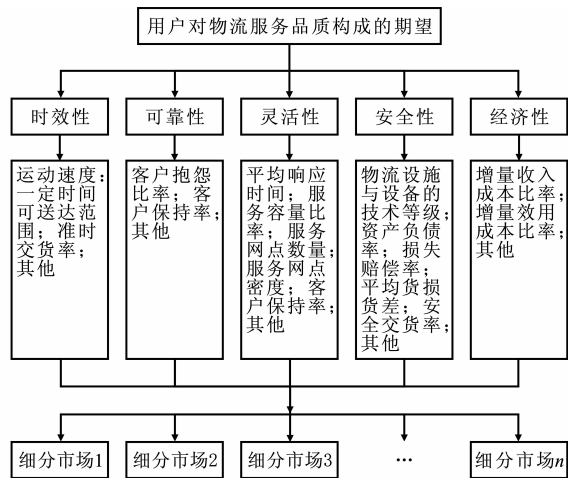 用户对物流服务品质构成的期望
时效性
可靠性
灵活性
安全性
经济性
运动速度；
一定时间
可送达范
围；准时
交货率；
其他
客户抱怨
比率；客
户保持率；
其他
平均响应
时间；服
务容量比
率；服务
网点数量；
服务网点
密度；客
户保持率；
其他
物流设施
与设备的
技术等级；
资产负债
率；损失
赔偿率；
平均货损
货差；安
全交货率；
其他
增量收入
成本比率；
增量效用
成本比率；
其他
细分市场1
细分市场2
细分市场3
…
细分市场n